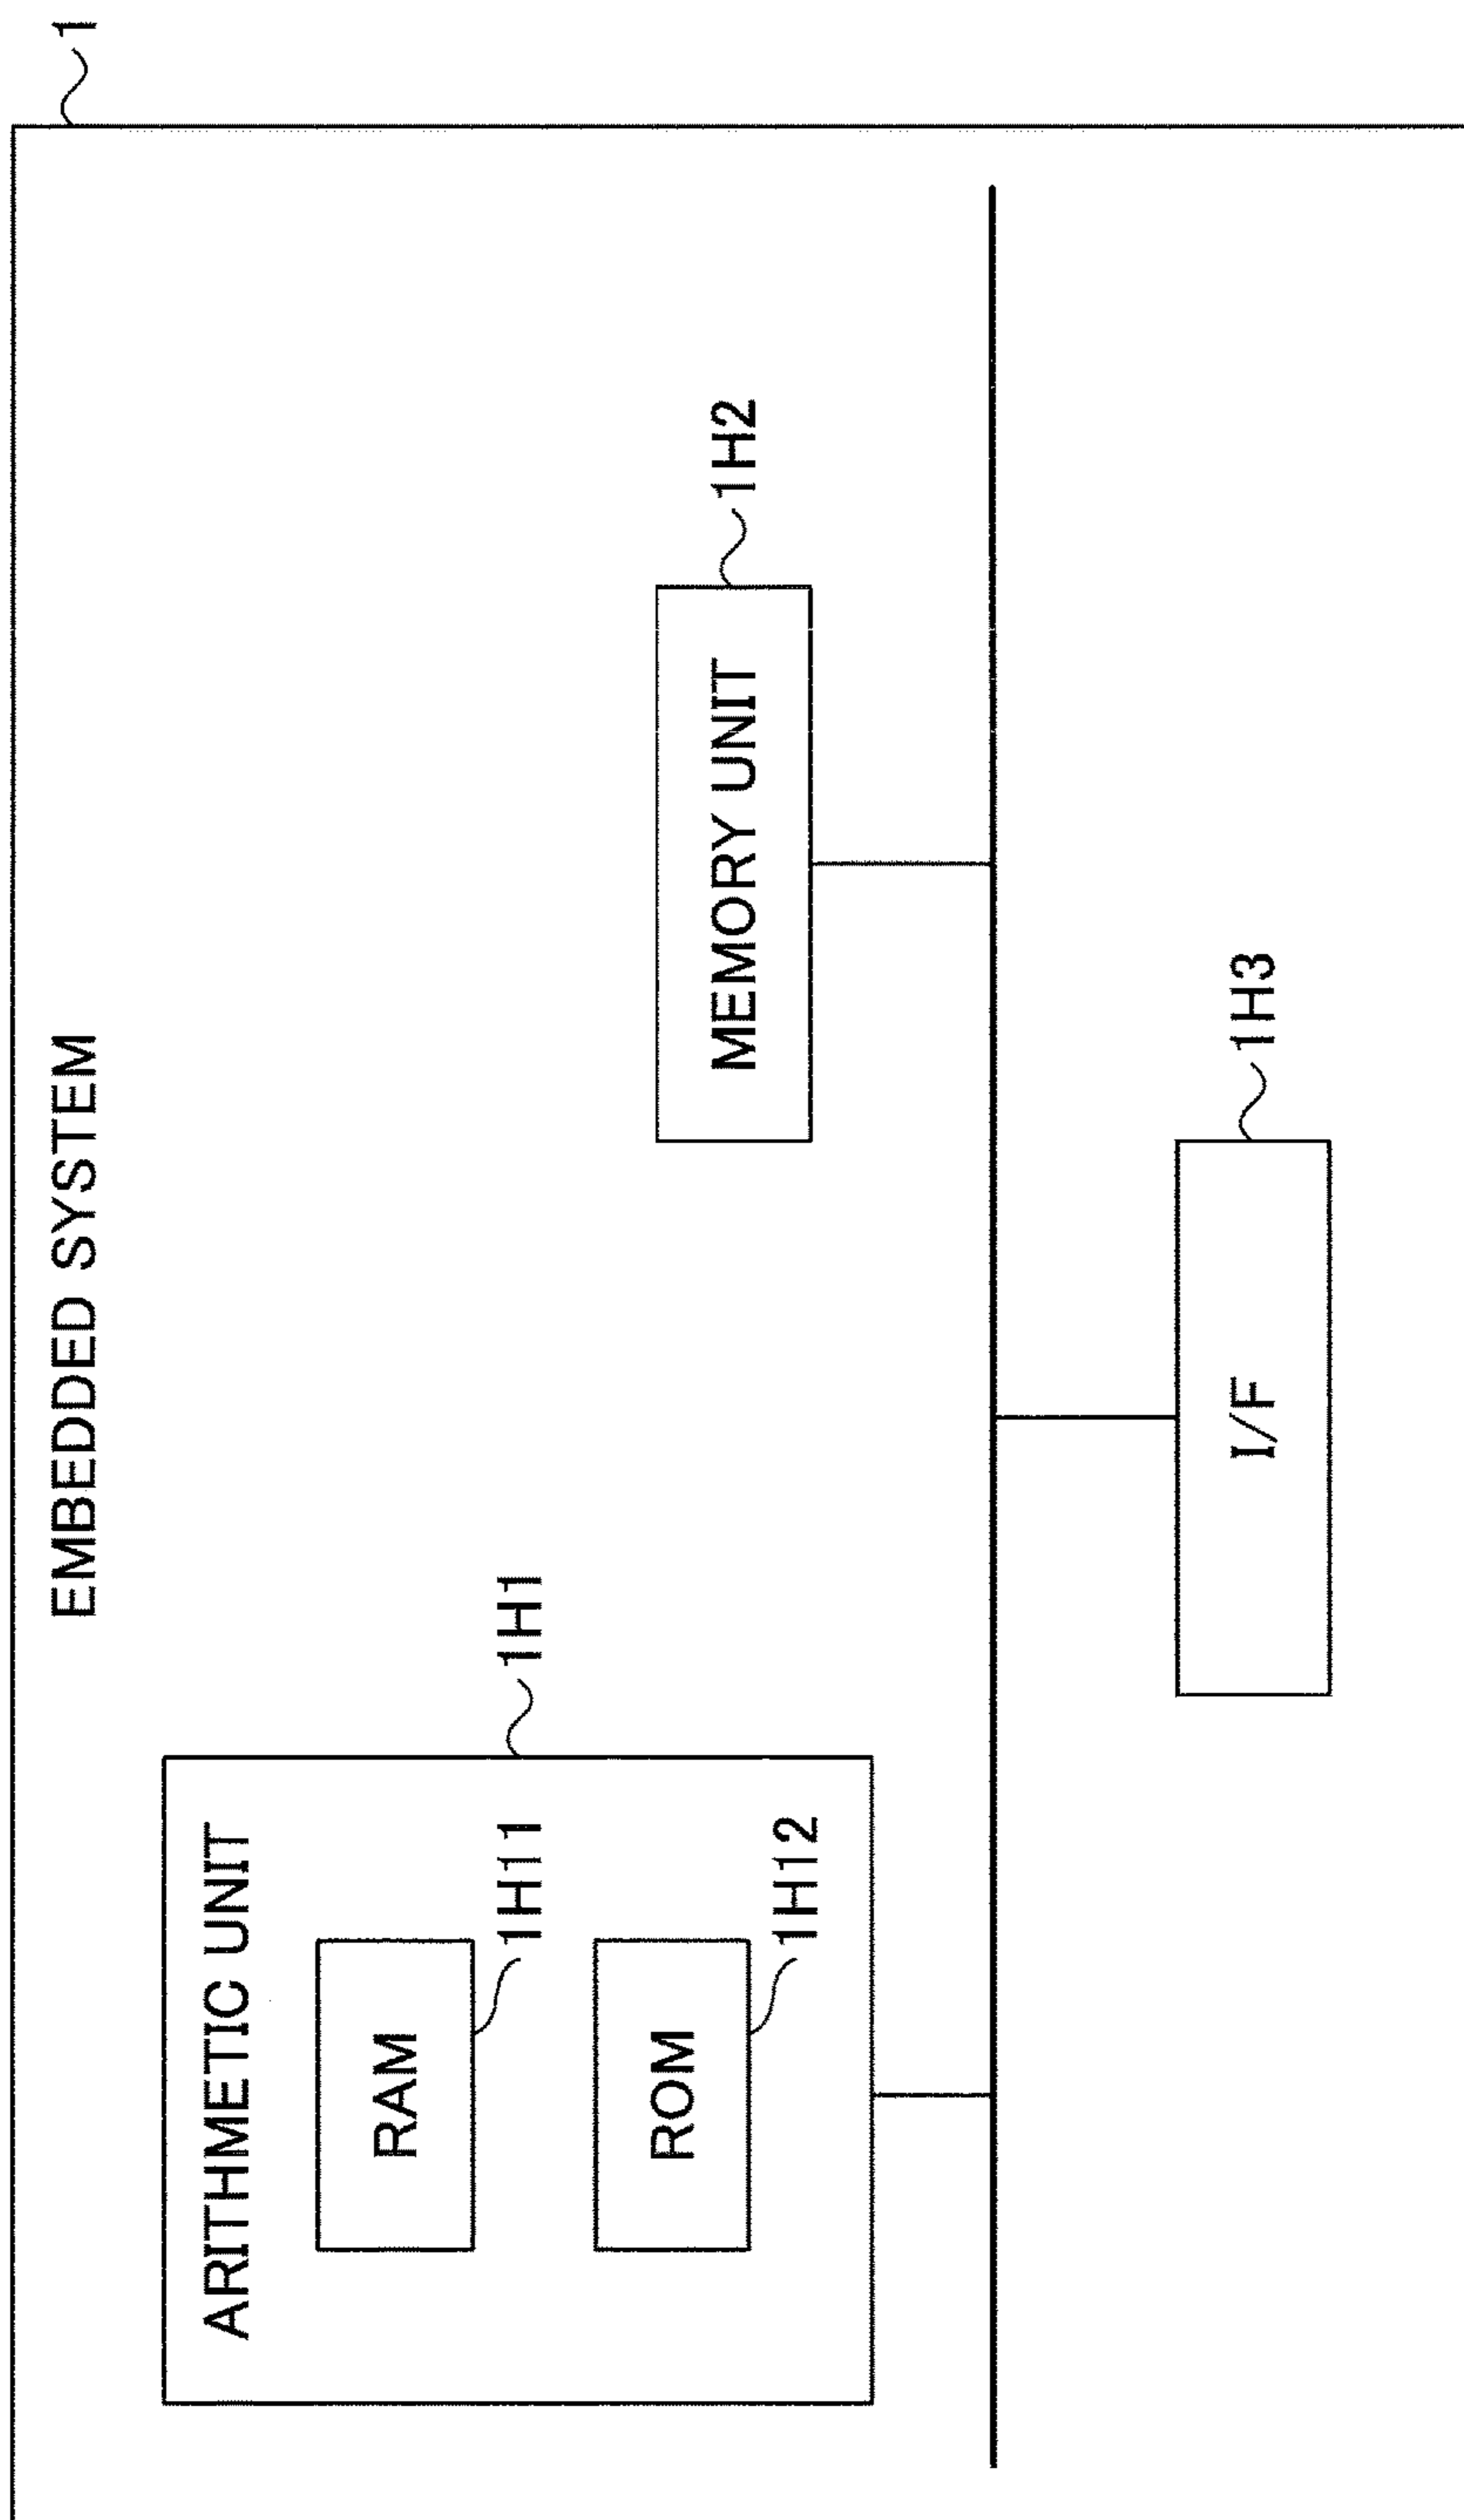 1
EMBEDDED SYSTEM
ARITHMETIC UNIT
RAM
1H11
1H1
ROM
1H12
MEMORY UNIT
1H2
I/F
1H3